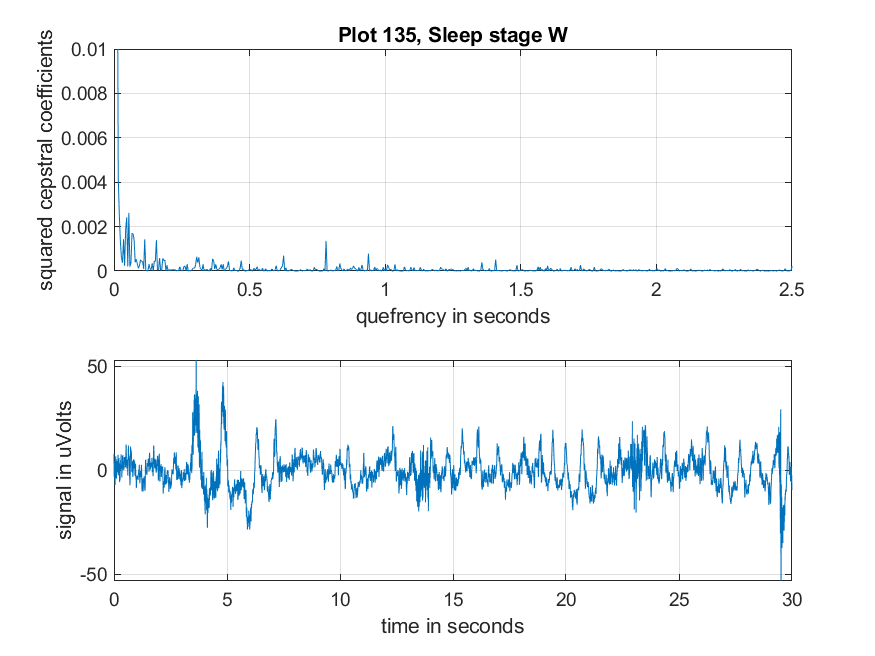 Plot 135, Sleep stage W
squared cepstral coefficients
0.01
0.008
0.006
0.004
0.002
0
0 0.5 1 1.5 2 2.5
quefrency in seconds
signal in uVolts
50
0
-50
0 5 10 15 20 25 30
time in seconds